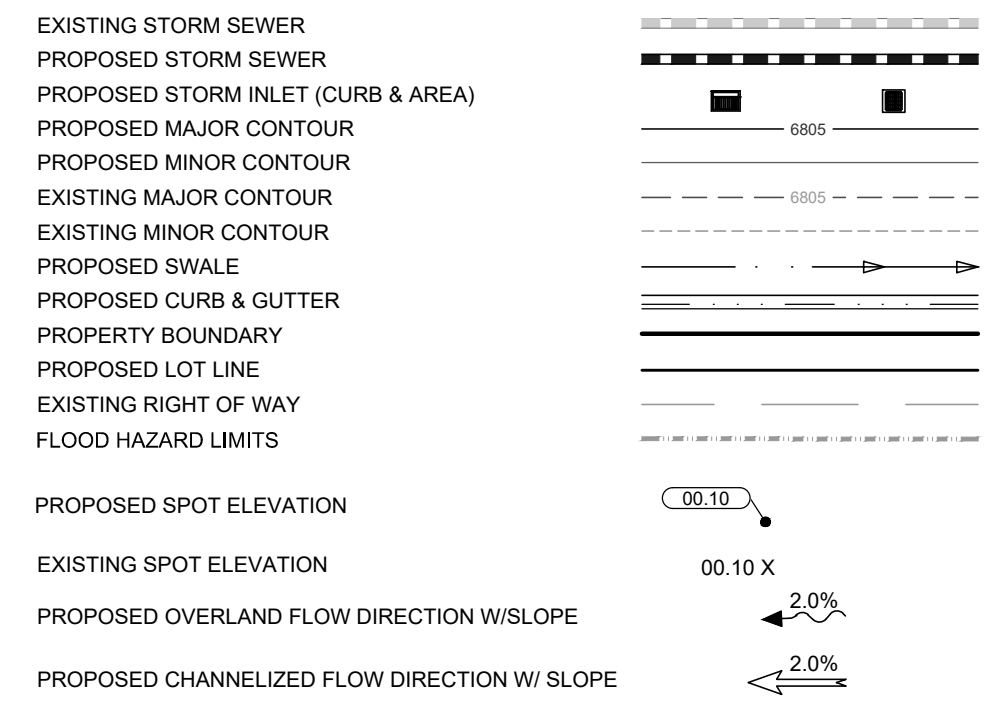 EXISTING STORM SEWER
PROPOSED STORM SEWER
PROPOSED STORM INLET (CURB & AREA)
PROPOSED MAJOR CONTOUR 6805
PROPOSED MINOR CONTOUR
EXISTING MAJOR CONTOUR 6805
EXISTING MINOR CONTOUR
PROPOSED SWALE
PROPOSED CURB & GUTTER
PROPERTY BOUNDARY
PROPOSED LOT LINE
EXISTING RIGHT OF WAY
FLOOD HAZARD LIMITS
PROPOSED SPOT ELEVATION 00.10
EXISTING SPOT ELEVATION 00.10 X
PROPOSED OVERLAND FLOW DIRECTION W/SLOPE 2.0%
PROPOSED CHANNELIZED FLOW DIRECTION W/ SLOPE 2.0%